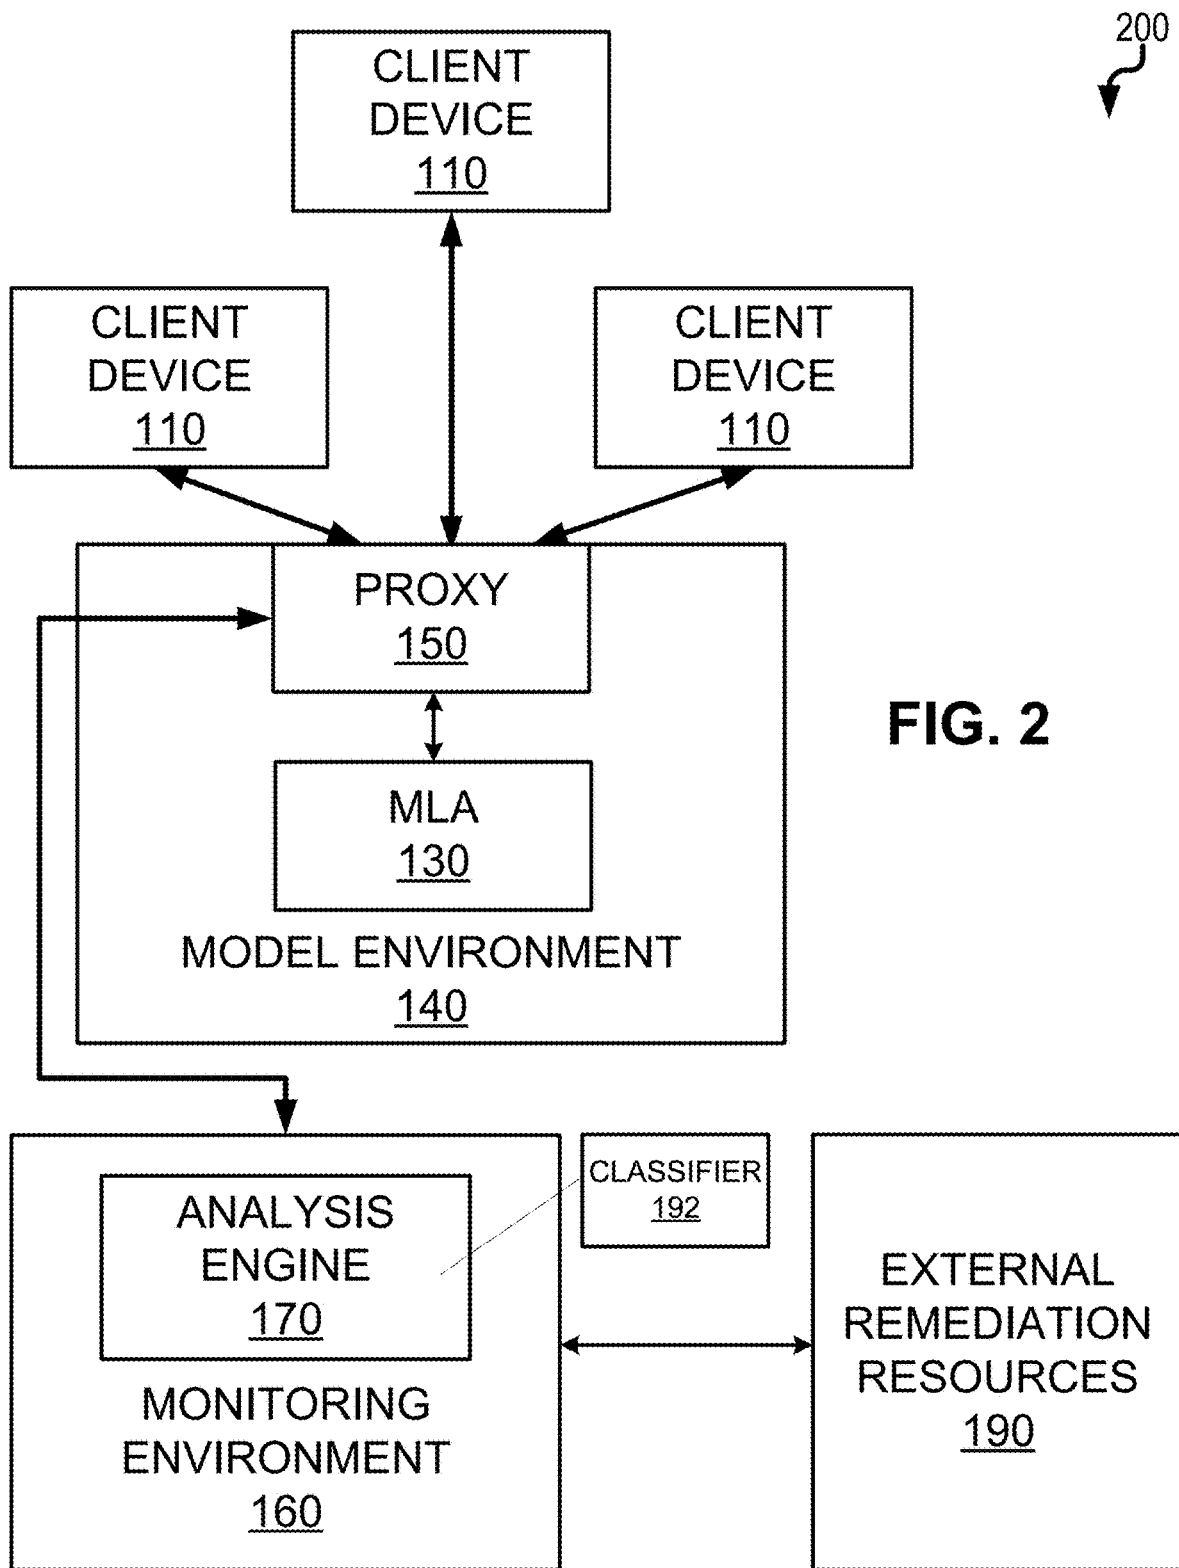 200
CLIENT
DEVICE
110
CLIENT
DEVICE
110
CLIENT
DEVICE
110
PROXY
150
FIG. 2
MLA
130
MODEL ENVIRONMENT
140
ANALYSIS
ENGINE
170
MONITORING
ENVIRONMENT
160
CLASSIFIER
192
EXTERNAL
REMEDIATION
RESOURCES
190